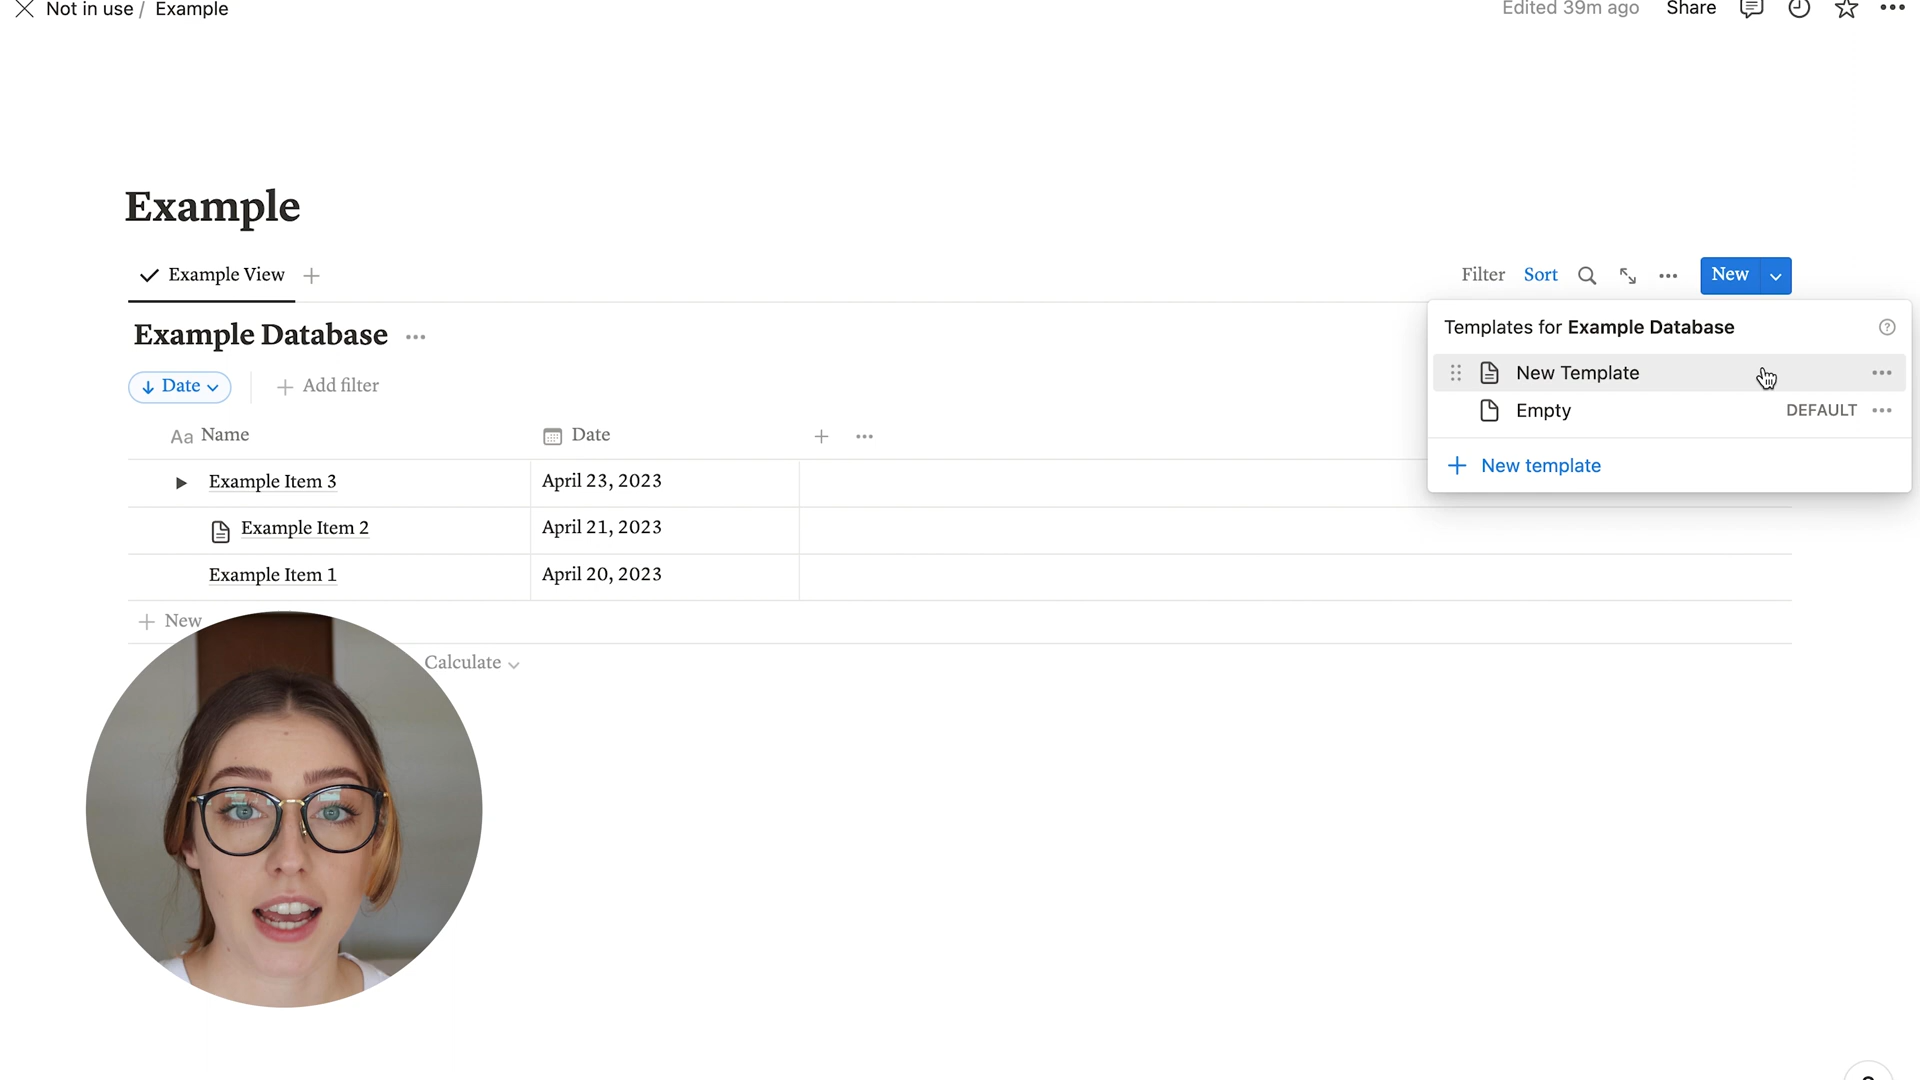 Not in use / Example
Edited 39m ago Share
Example
Example View
Filter Sort New
Example Database
Templates for Example Database
New Template
Empty DEFAULT
New template
Date
Add filter
Aa Name Date
Example Item 3 April 23, 2023
Example Item 2 April 21, 2023
Example Item 1 April 20, 2023
New
Calculate